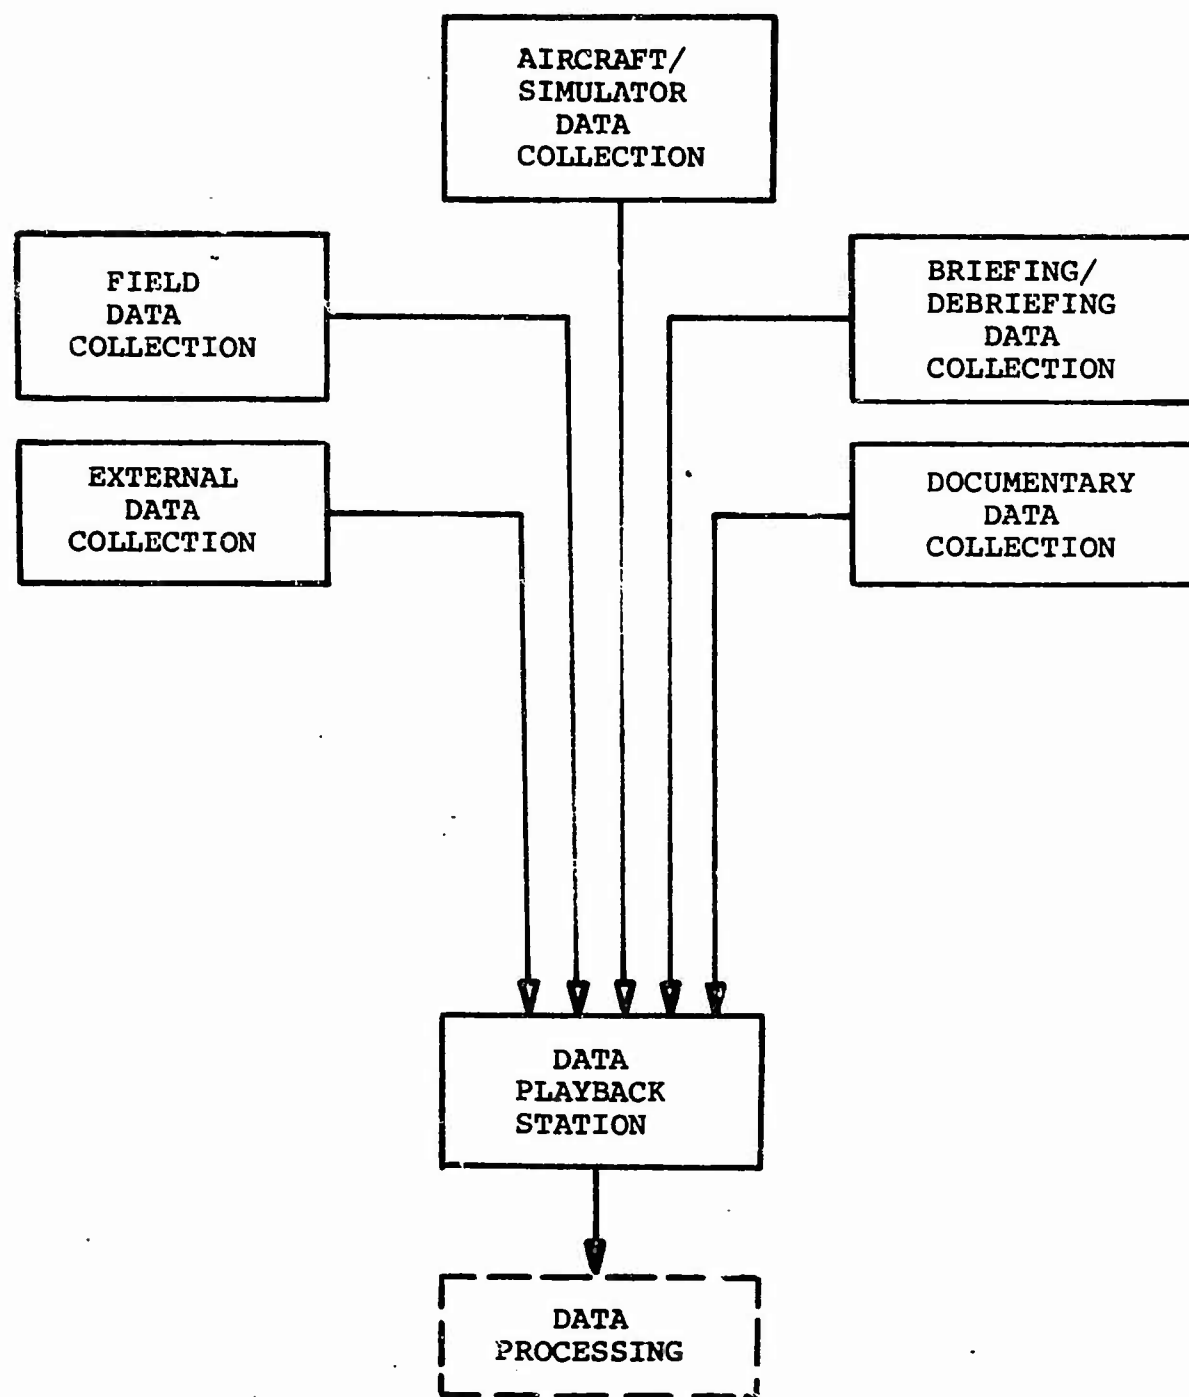 AIRCRAFT/
SIMULATOR
DATA
COLLECTION
FIELD
DATA
COLLECTION
BRIEFING/
DEBRIEFING
DATA
COLLECTION
EXTERNAL
DATA
COLLECTION
DOCUMENTARY
DATA
COLLECTION
DATA
PLAYBACK
STATION
DATA
PROCESSING